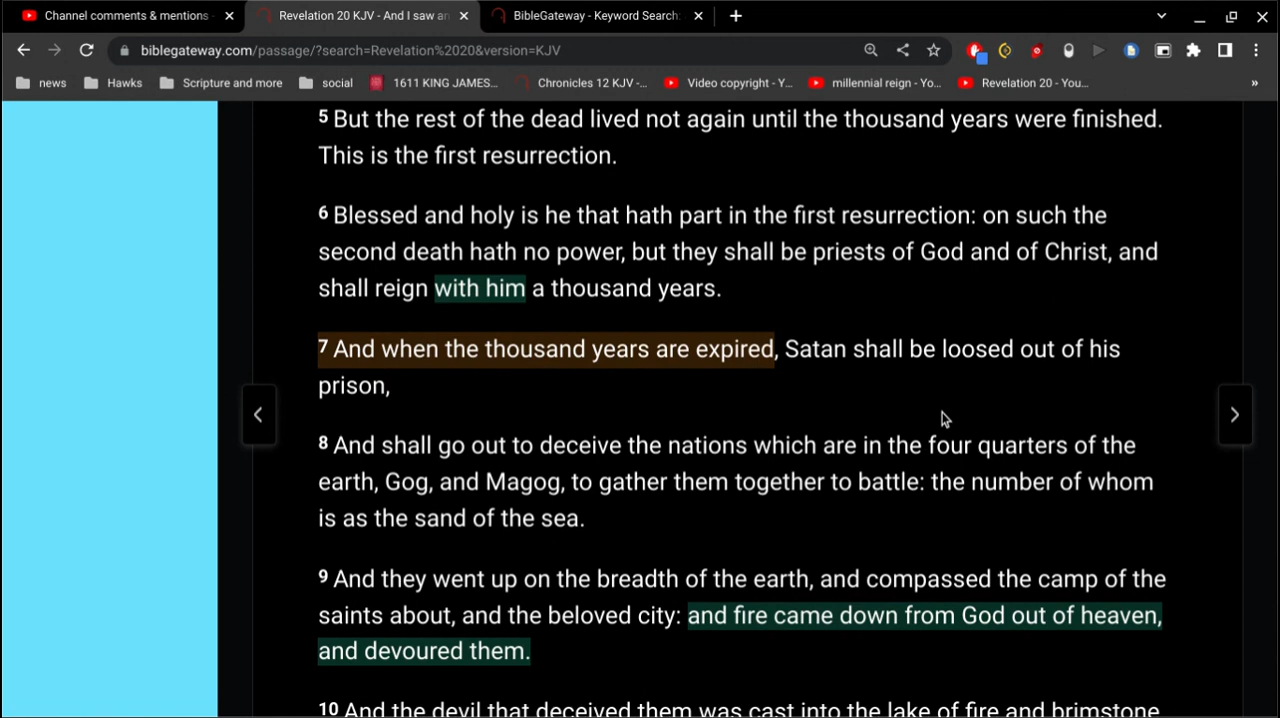 Channel comments & mentions
Revelation 20 KJV - And I saw an
BibleGateway - Keyword Search:
biblegateway.com/passage/?search=Revelation%2020&version=KJV
news
Hawks
Scripture and more
social
1611 KING JAMES...
Chronicles 12 KJV -...
Video copyright - Y...
millennial reign - Yo...
Revelation 20 - You...
»
5 But the rest of the dead lived not again until the thousand years were finished.
This is the first resurrection.
6 Blessed and holy is he that hath part in the first resurrection: on such the
second death hath no power, but they shall be priests of God and of Christ, and
shall reign with him a thousand years.
7 And when the thousand years are expired, Satan shall be loosed out of his
prison,
8 And shall go out to deceive the nations which are in the four quarters of the
earth, Gog, and Magog, to gather them together to battle: the number of whom
is as the sand of the sea.
9 And they went up on the breadth of the earth, and compassed the camp of the
saints about, and the beloved city: and fire came down from God out of heaven,
and devoured them.
10 And the devil that deceived them was cast into the lake of fire and brimstone